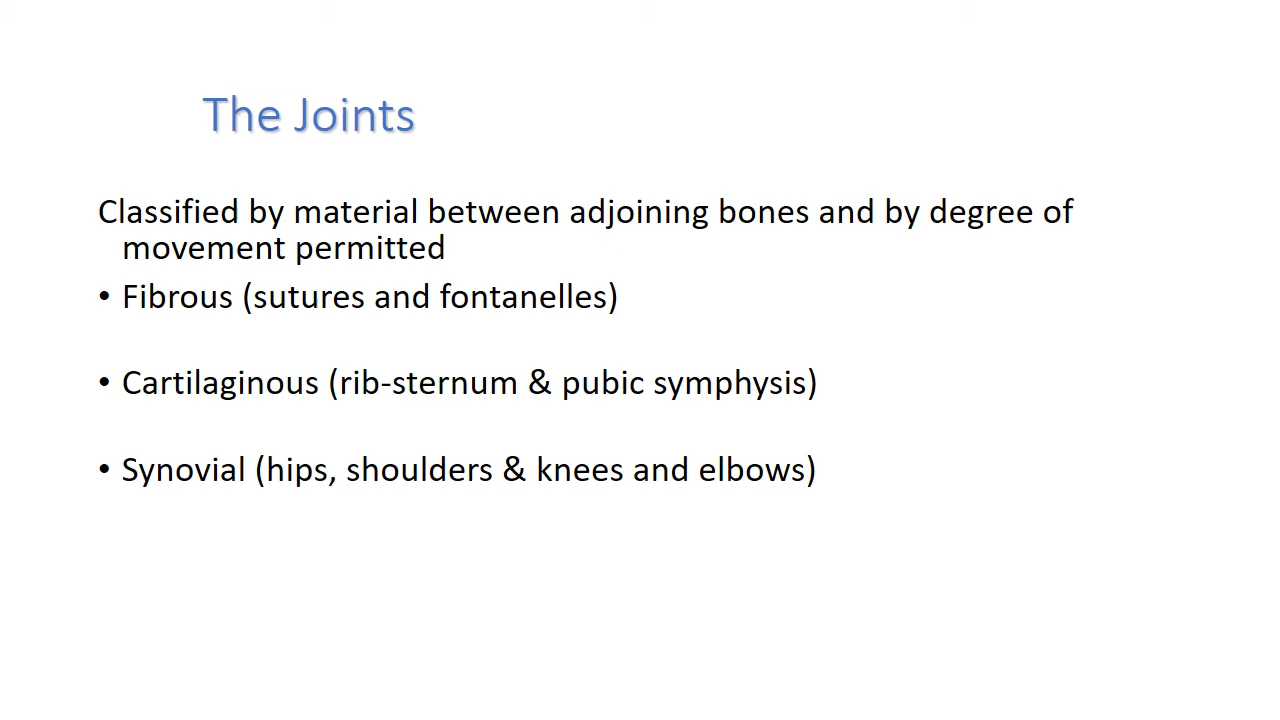 The Joints
Classified by material between adjoining bones and by degree of
movement permitted
• Fibrous (sutures and fontanelles)
• Cartilaginous (rib-sternum & pubic symphysis)
• Synovial (hips, shoulders & knees and elbows)